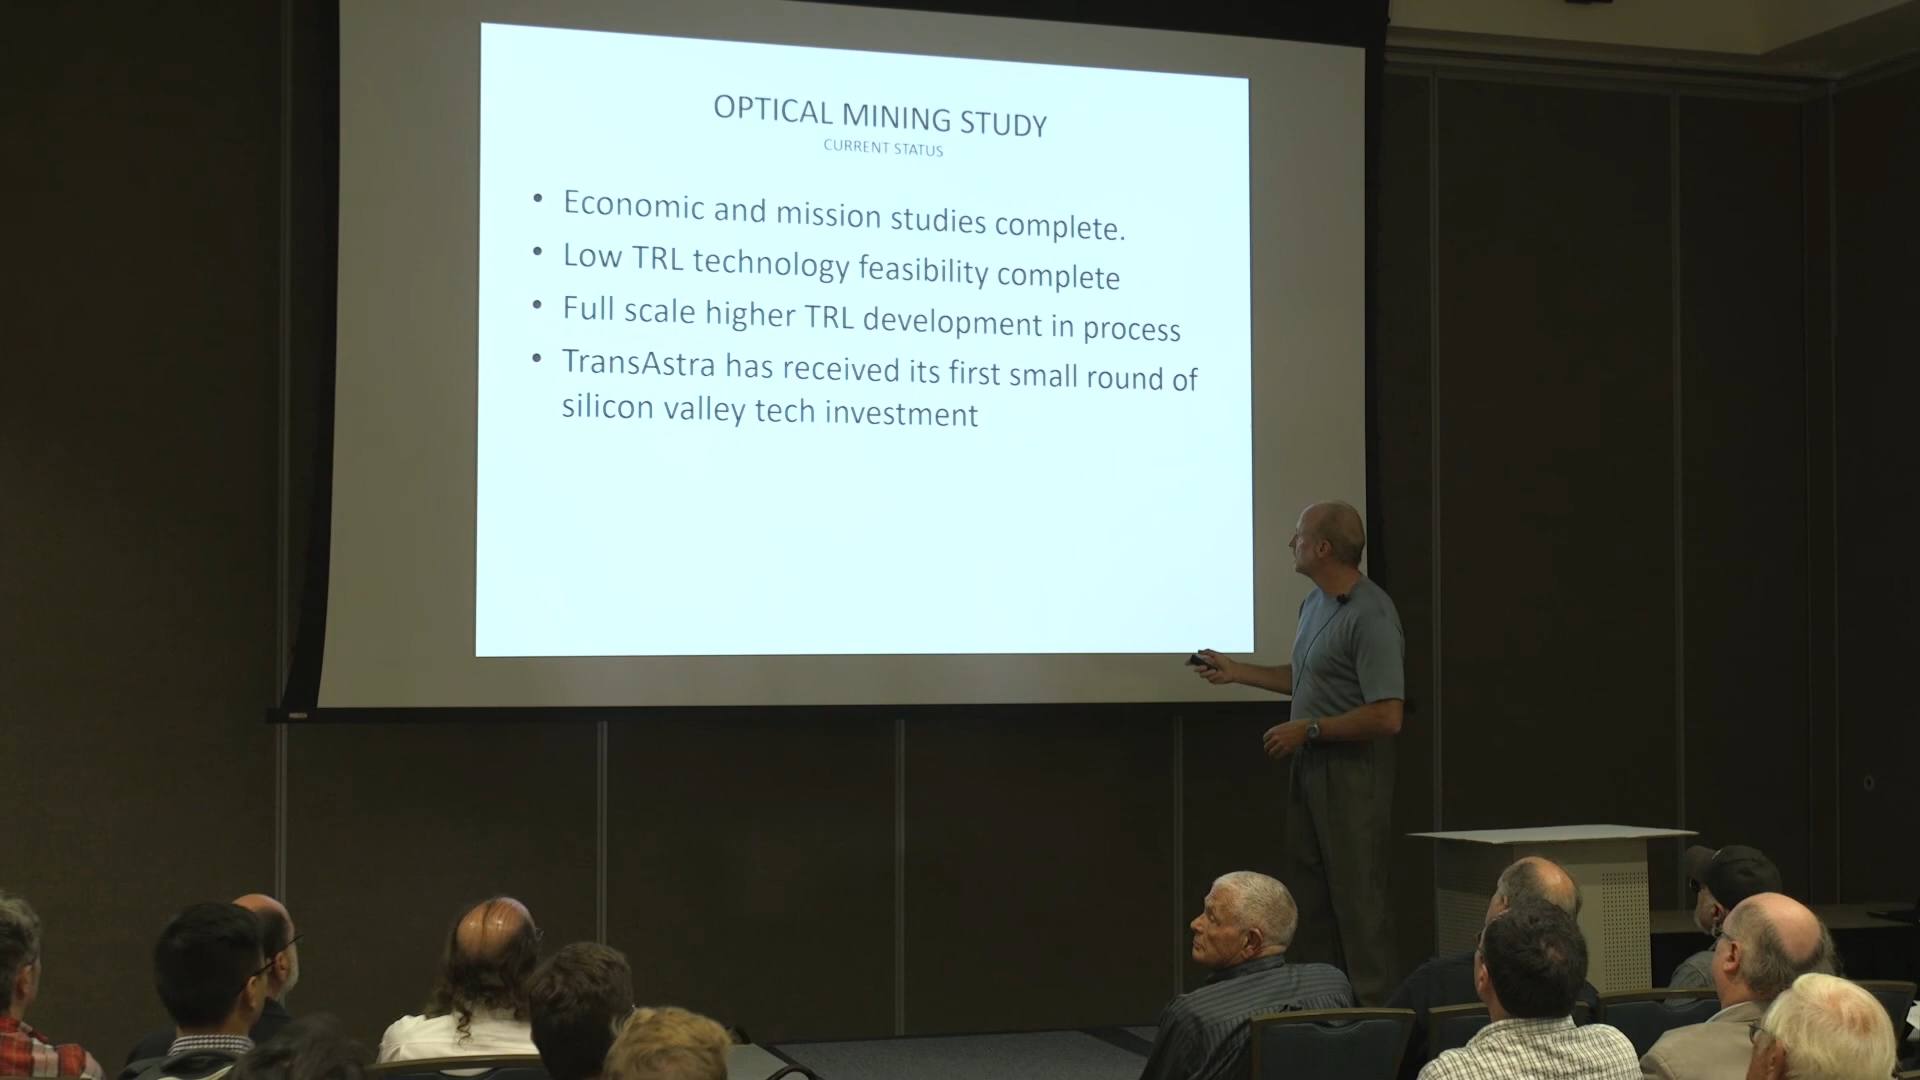 OPTICAL MINING STUDY
CURRENT STATUS
• Economic and mission studies complete.
• Low TRL technology feasibility complete
• Full scale higher TRL development in process
• TransAstra has received its first small round of
silicon valley tech investment